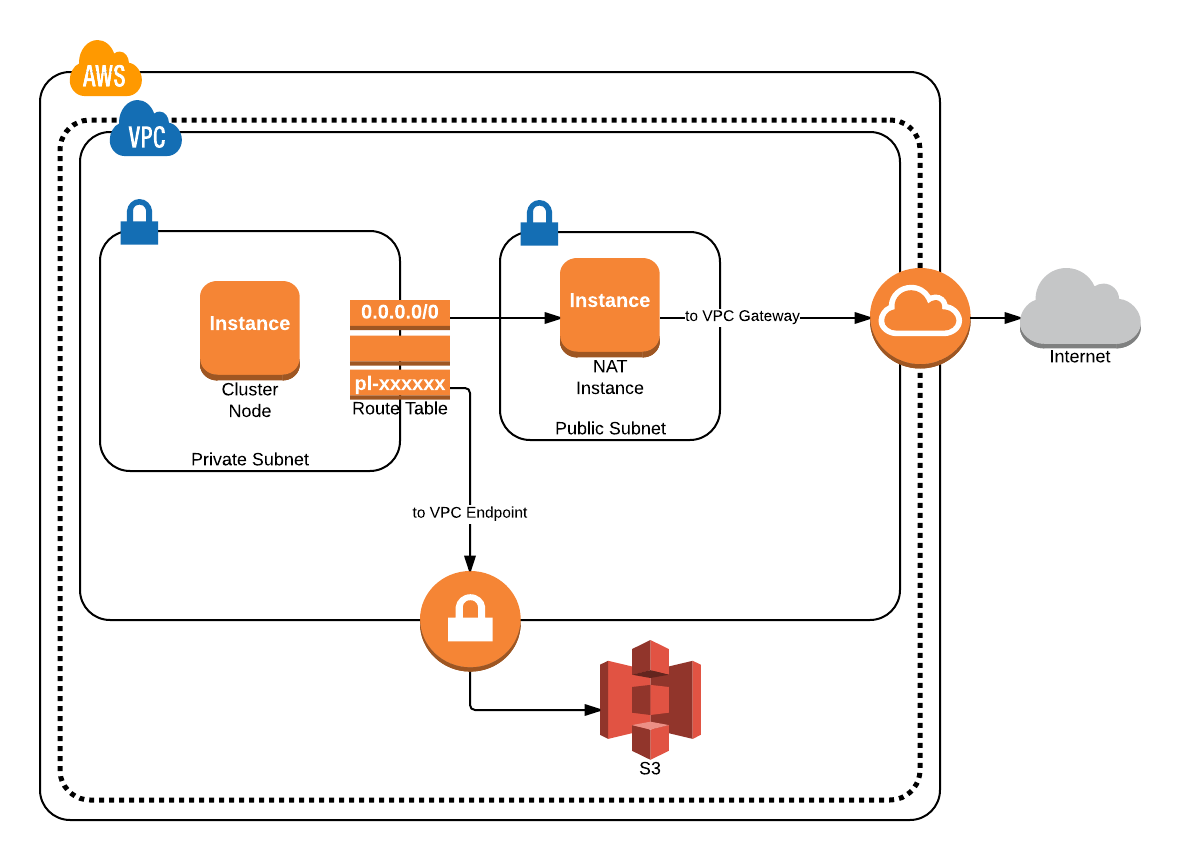 AWS
VPC
Instance
Cluster
Node
Private Subnet
0.0.0.0/0
pl-xxxxxx
Route Table
Instance
NAT
Instance
Public Subnet
to VPC Gateway
Internet
to VPC Endpoint
S3